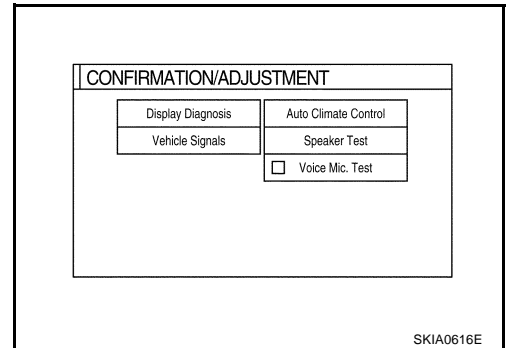 CONFIRMATION/ADJUSTMENT
Display Diagnosis
Auto Climate Control
Vehicle Signals
Speaker Test
Voice Mic. Test
SKIA0616E